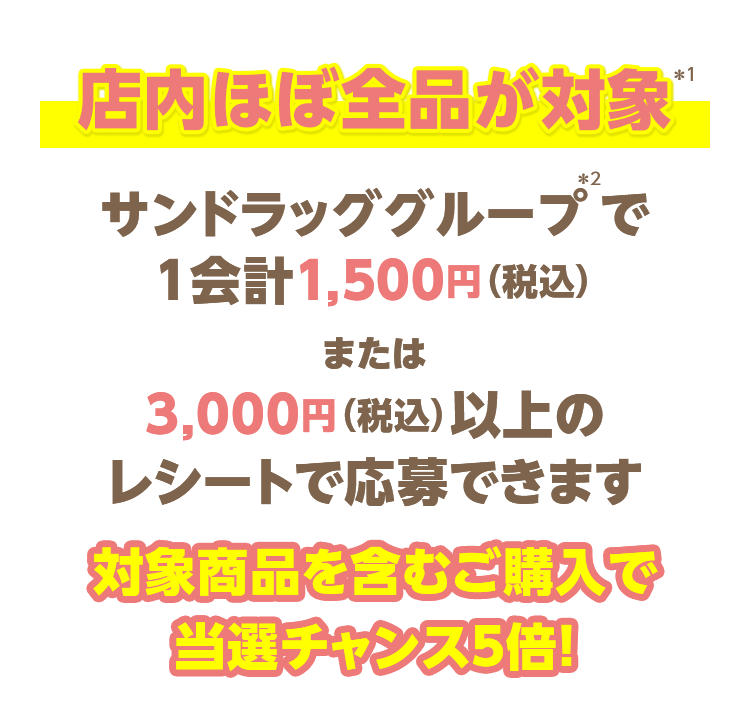 店内ほぼ全品が対象*1
サンドラッググループ*2で
1会計1,500円（税込）
または
3,000円（税込）以上の
レシートで応募できます
対象商品を含むご購入で
当選チャンス5倍!